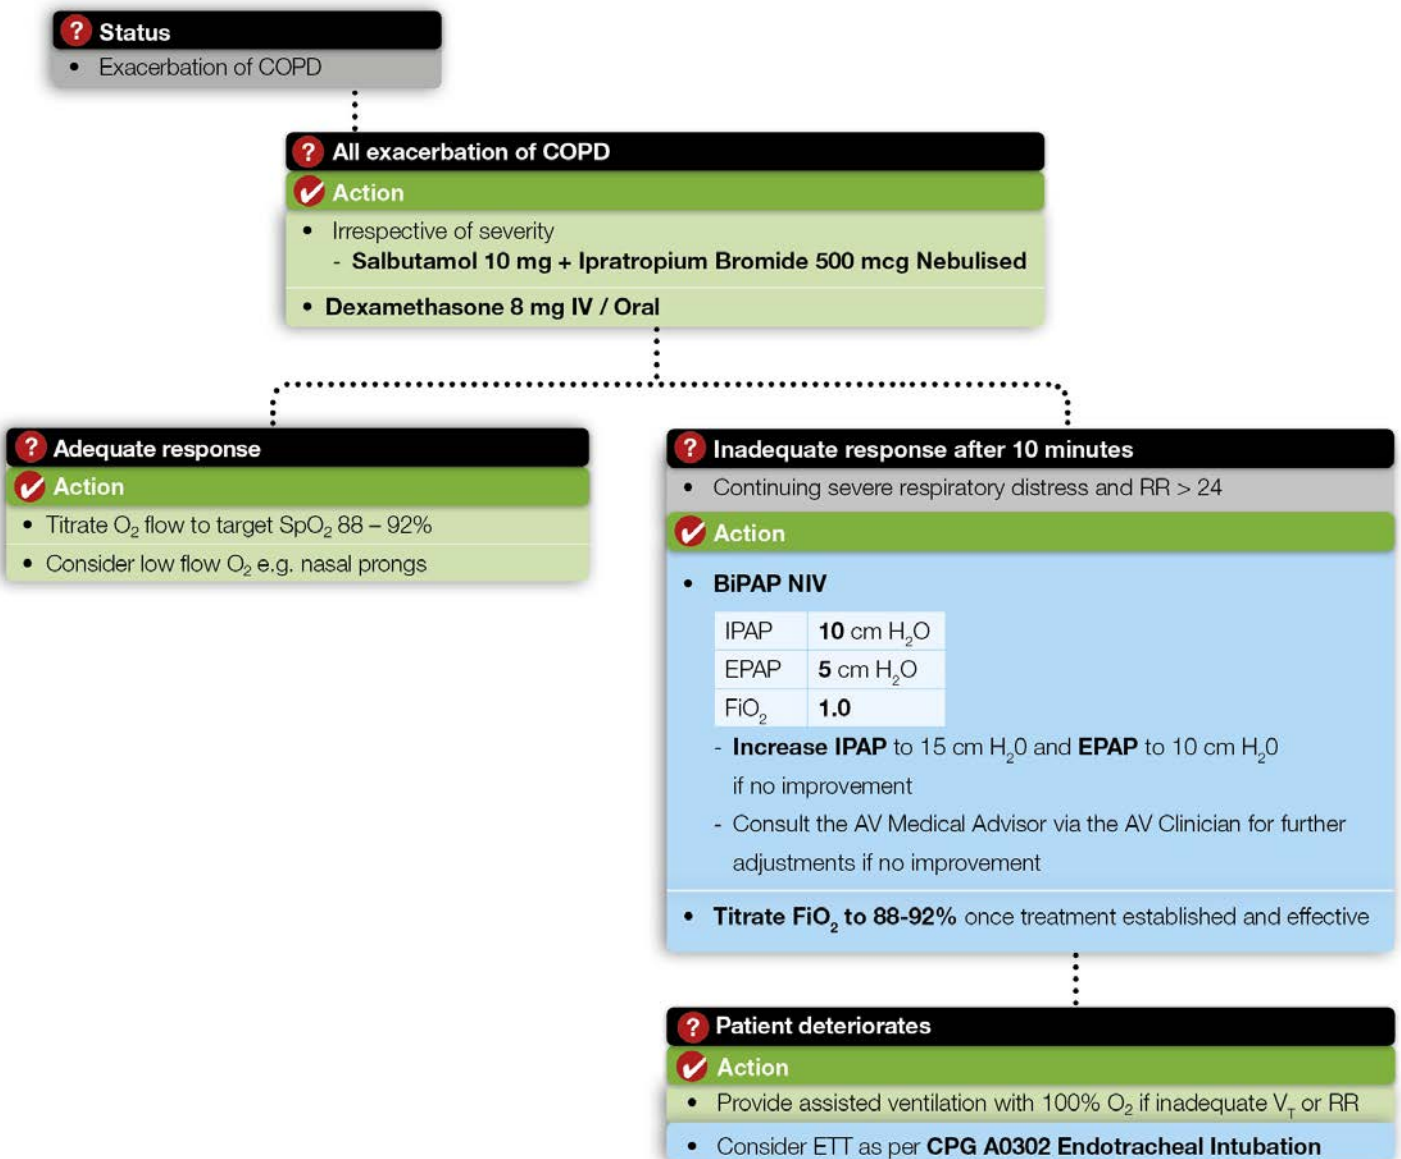 ? Status
• Exacerbation of COPD
? All exacerbation of COPD
Action
• Irrespective of severity
- Salbutamol 10 mg + Ipratropium Bromide 500 mcg Nebulised
• Dexamethasone 8 mg IV / Oral
? Adequate response
Action
• Titrate O₂ flow to target SpO₂ 88 – 92%
• Consider low flow O₂ e.g. nasal prongs
? Inadequate response after 10 minutes
• Continuing severe respiratory distress and RR > 24
Action
• BiPAP NIV
IPAP 10 cm H₂O
EPAP 5 cm H₂O
FiO₂ 1.0
- Increase IPAP to 15 cm H₂0 and EPAP to 10 cm H₂0
if no improvement
- Consult the AV Medical Advisor via the AV Clinician for further
adjustments if no improvement
• Titrate FiO₂ to 88-92% once treatment established and effective
? Patient deteriorates
Action
• Provide assisted ventilation with 100% O₂ if inadequate V_T or RR
• Consider ETT as per CPG A0302 Endotracheal Intubation